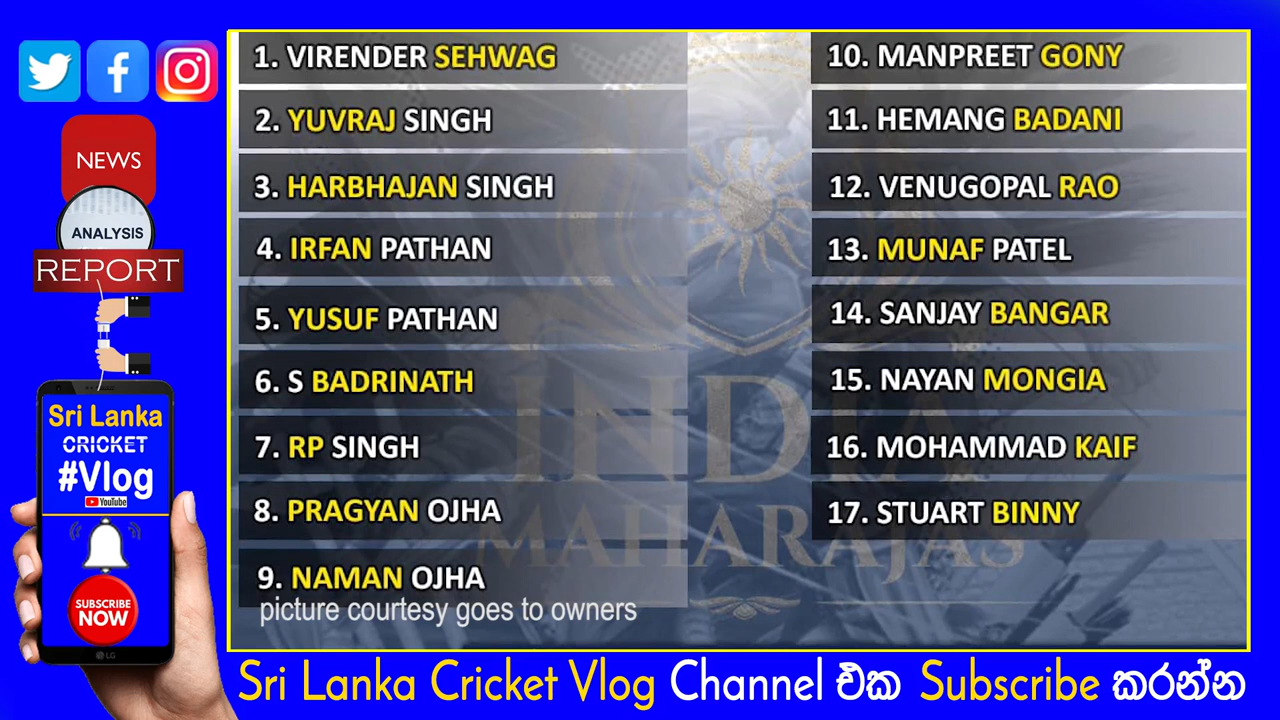 NEWS
ANALYSIS
REPORT
Sri Lanka
CRICKET
#Vlog
YouTube
SUBSCRIBE
NOW
LG
1. VIRENDER SEHWAG
2. YUVRAJ SINGH
3. HARBHAJAN SINGH
4. IRFAN PATHAN
5. YUSUF PATHAN
6. S BADRINATH
7. RP SINGH
8. PRAGYAN OJHA
9. NAMAN OJHA
10. MANPREET GONY
11. HEMANG BADANI
12. VENUGOPAL RAO
13. MUNAF PATEL
14. SANJAY BANGAR
15. NAYAN MONGIA
16. MOHAMMAD KAIF
17. STUART BINNY
INDIA
MAHARAJAS
picture courtesy goes to owners
Sri Lanka Cricket Vlog Channel එක Subscribe කරන්න